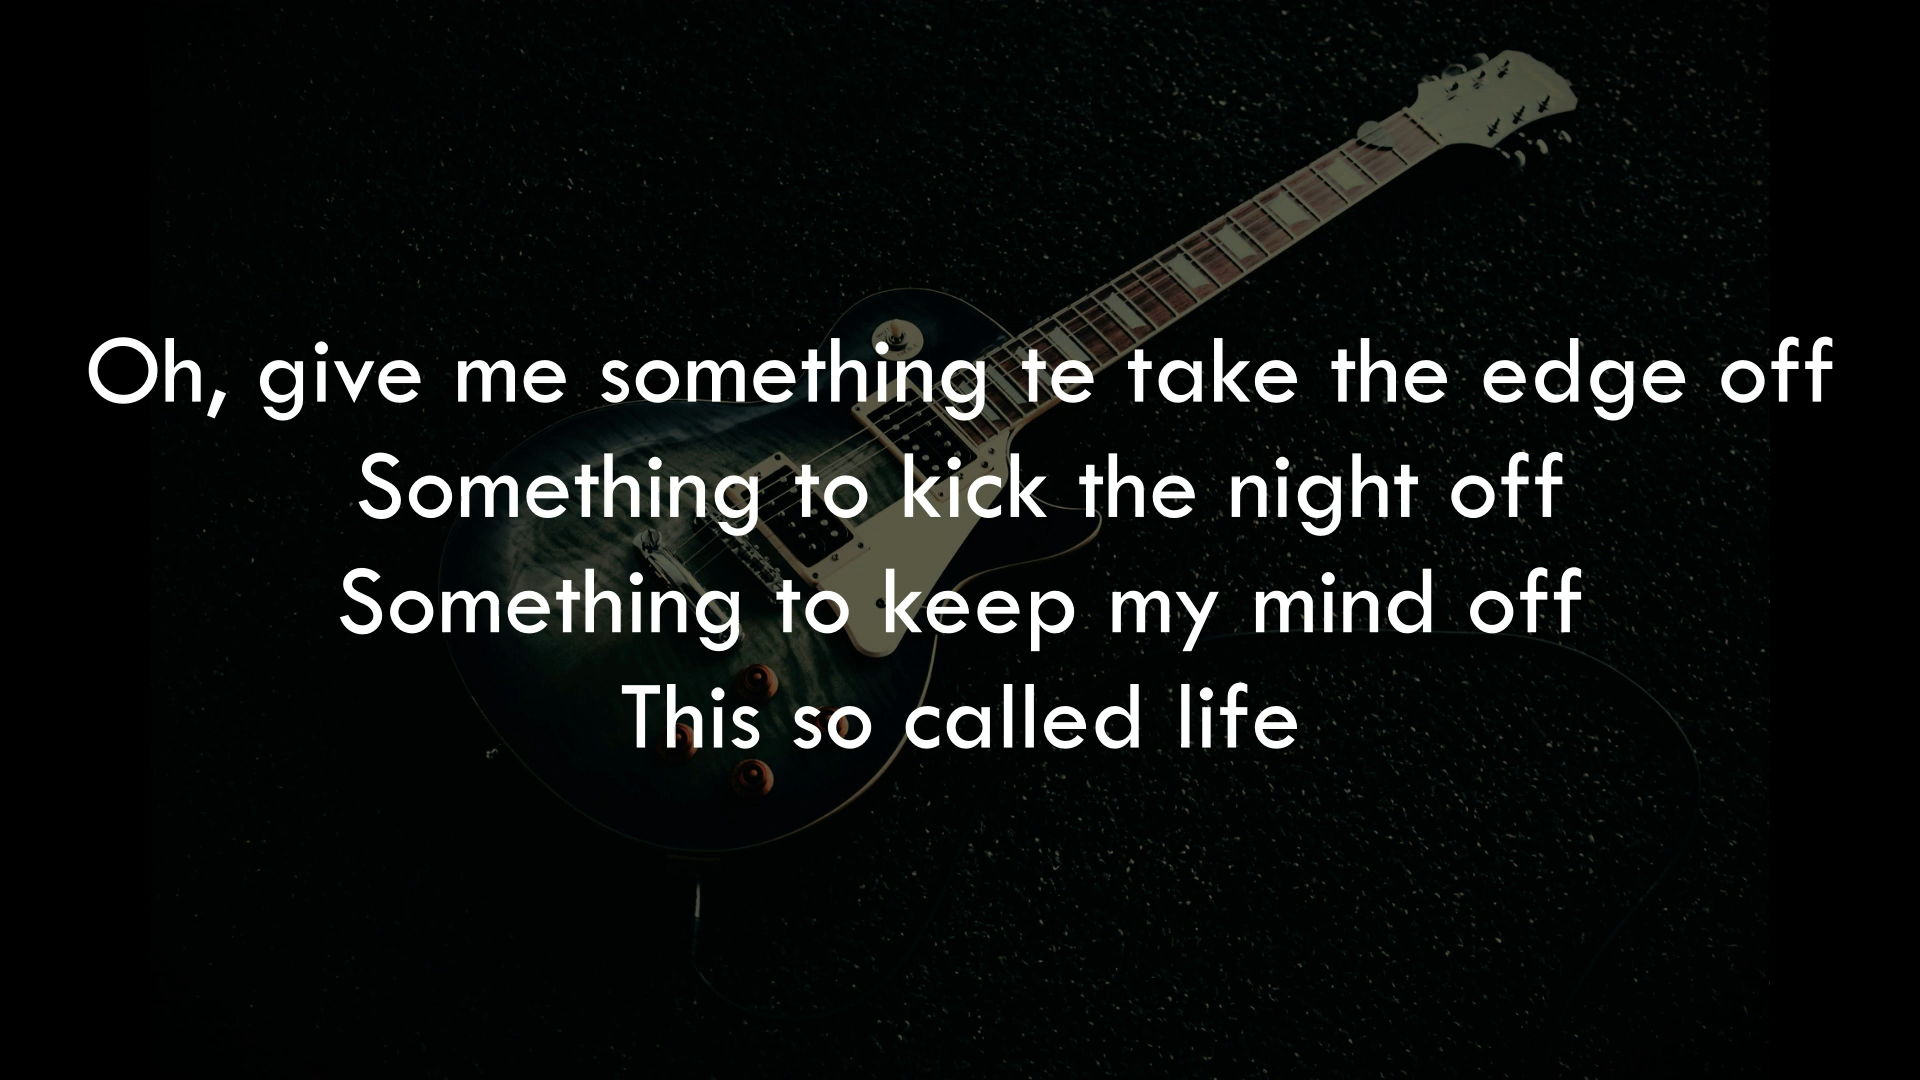 Oh, give me something te take the edge off
Something to kick the night off
Something to keep my mind off
This so called life